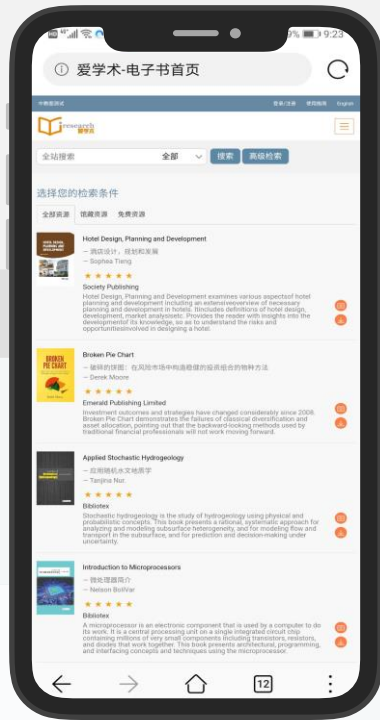 9:23
爱学术-电子书首页
登录/注册 使用指南 English
iresearch
爱学术
全站搜索 全部 搜索 高级检索
选择您的检索条件
全部资源 馆藏资源 免费资源
Hotel Design, Planning and Development
– 酒店设计，规划和发展
– Sophea Tieng
Society Publishing
Hotel Design, Planning and Development examines various aspectsof hotel
planning and development including an extensiveoverview of necessary
planning and development in hotels. tIincludes definitions of hotel design,
development, market analysisetc. Provides the reader with insights into the
developmentof its knowledge, so as to understand the risks and
opportunitiesinvolved in designing a hotel.
BROKEN
PIE CHART
Broken Pie Chart
– 破碎的饼图：在风险市场中构造稳健的投资组合的物种方法
– Derek Moore
Emerald Publishing Limited
Investment outcomes and strategies have changed considerably since 2008.
Broken Pie Chart demonstrates the failures of classical diversification and
asset allocation, pointing out that the backward-looking methods used by
traditional financial professionals will not work moving forward.
Applied Stochastic Hydrogeology
– 应用随机水文地质学
– Tanjina Nur
Bibliotex
Stochastic hydrogeology is the study of hydrogeology using physical and
probabilistic concepts. This book presents a rational, systematic approach for
analyzing and modeling subsurface heterogeneity, and for modeling flow and
transport in the subsurface, and for prediction and decision-making under
uncertainty.
Introduction to Microprocessors
– 微处理器简介
– Nelson Bolívar
Bibliotex
A microprocessor is an electronic component that is used by a computer to do
its work. It is a central processing unit on a single integrated circuit chip
containing millions of very small components including transistors, resistors,
and diodes that work together. This book presents architectural, programming,
and interfacing concepts and techniques using the microprocessor.
12